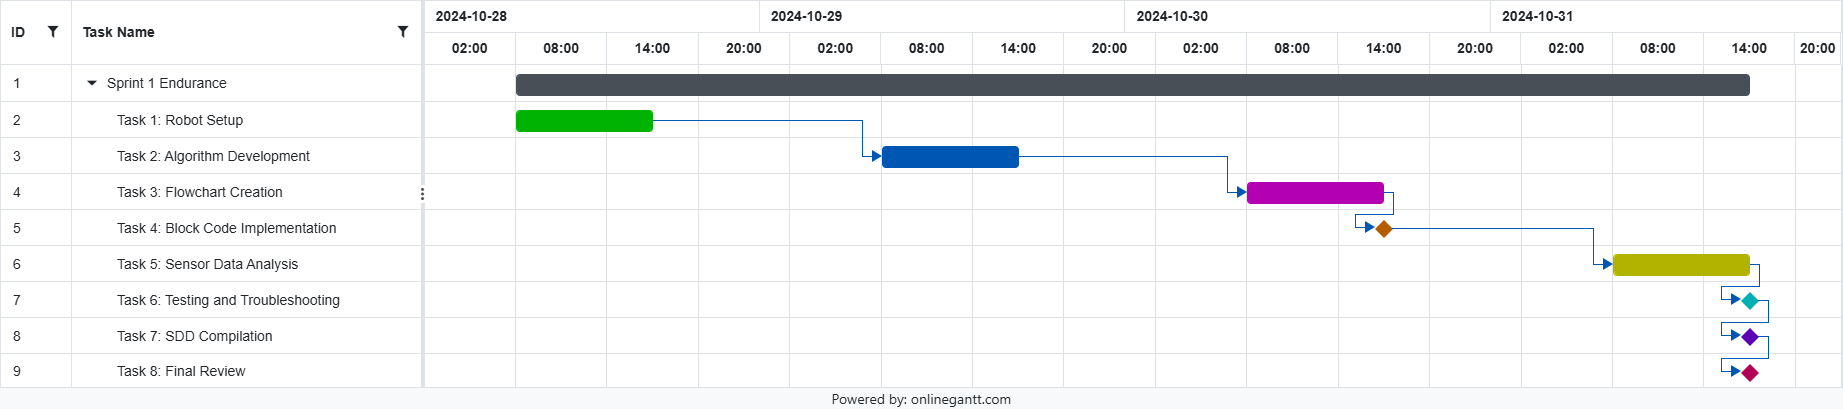 ID Task Name 2024-10-28 2024-10-29 2024-10-30 2024-10-31
02:00 08:00 14:00 20:00 02:00 08:00 14:00 20:00 02:00 08:00 14:00 20:00 02:00 08:00 14:00 20:00
1 Sprint 1 Endurance
2 Task 1: Robot Setup
3 Task 2: Algorithm Development
4 Task 3: Flowchart Creation
5 Task 4: Block Code Implementation
6 Task 5: Sensor Data Analysis
7 Task 6: Testing and Troubleshooting
8 Task 7: SDD Compilation
9 Task 8: Final Review
Powered by: onlinegantt.com